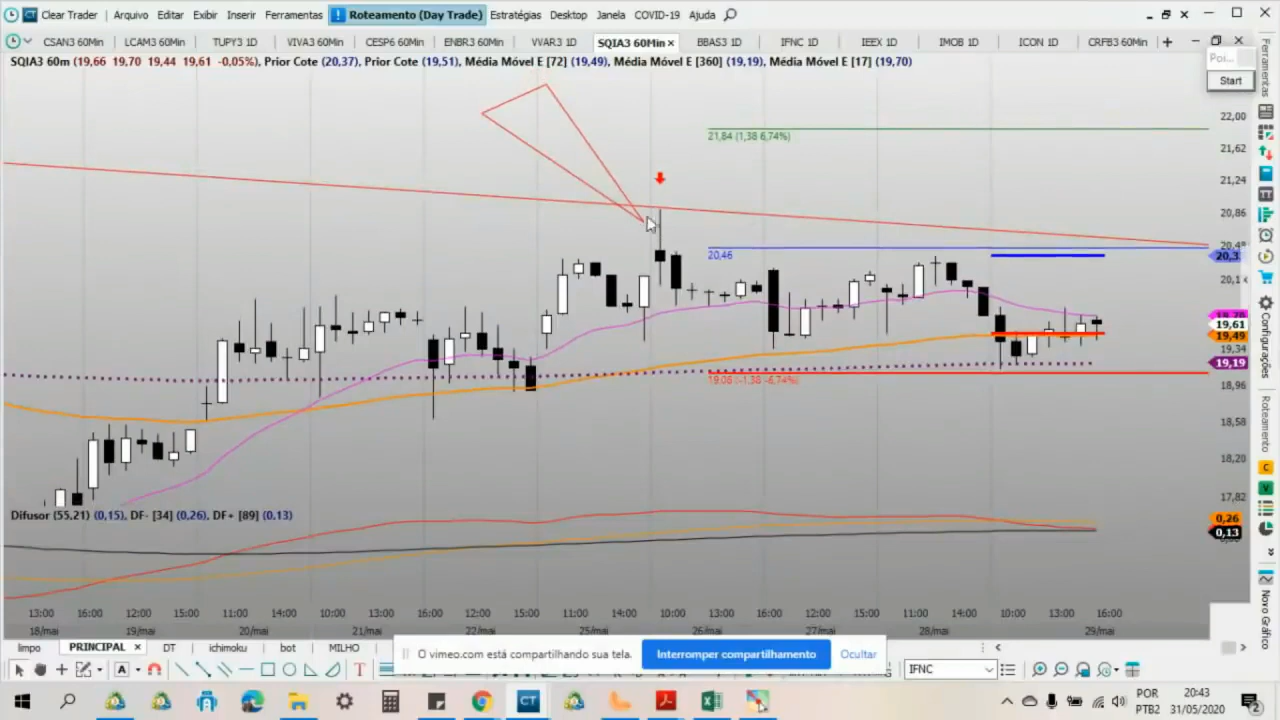 Clear Trader Arquivo Editar Exibir Inserir Ferramentas ! Roteamento (Day Trade) Estratégias Desktop Janela COVID-19 Ajuda
CSAN3 60Min LCAM3 60Min TUPY3 1D VIVA3 60Min CESP6 60Min ENBR3 60Min VVAR3 1D SQIA3 60Min BBAS3 1D IFNC 1D IEEX 1D IMOB 1D ICON 1D CRFB3 60Min
SQIA3 60m (19,66 19,70 19,44 19,61 -0,05%), Prior Cote (20,37), Prior Cote (19,51), Média Móvel E [72] (19,49), Média Móvel E [360] (19,19), Média Móvel E [17] (19,70)
Poi...
Start
Ferramentas
22,00
21,84 (1,38 6,74%)
21,62
21,24
20,86
20,46
20,3
20,1
19,61
19,49
19,34
19,19
19,08 (-1,38 -6,74%)
18,96
18,58
18,20
17,82
Configurações
Roteamento
C
V
Novo Gráfico
Difusor (55,21) (0,15), DF- [34] (0,26), DF+ [89] (0,13)
0,26
0,13
13:00 16:00 12:00 15:00 11:00 14:00 10:00 13:00 16:00 12:00 15:00 11:00 14:00 10:00 13:00 16:00 12:00 15:00 11:00 14:00 10:00 13:00 16:00
18/mai 19/mai 20/mai 21/mai 22/mai 25/mai 26/mai 27/mai 28/mai 29/mai
limpo PRINCIPAL DT ichimoku bot MILHO
O vimeo.com está compartilhando sua tela. Interromper compartilhamento Ocultar
A T IFNC
CT
POR 20:43
PTB2 31/05/2020
2